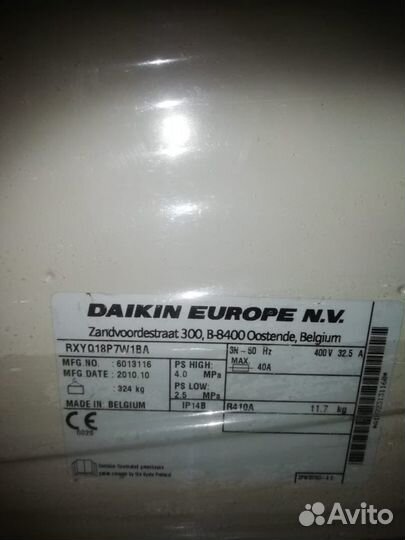 DAIKIN EUROPE N.V.
Zandvoordestraat 300, B-8400 Oostende, Belgium
RXYQ18P7W1BA
3N~50 Hz 400V 32.5 A
MFG.NO. : 6013116
PS HIGH:
MAX. 40A
MFG DATE : 2010.10
4.0 MPa
: 324 kg
PS LOW:
2.5 MPa
MADE IN: BELGIUM
IP14B
R410A 11.7 kg
CE
Avito